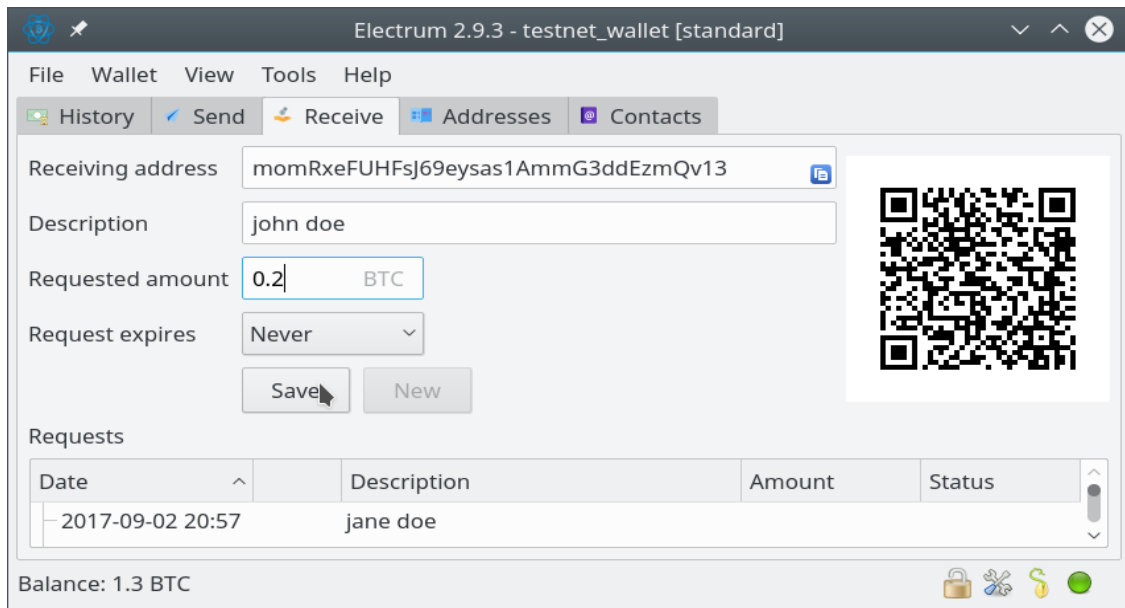 Electrum 2.9.3 - testnet_wallet [standard]
File Wallet View Tools Help
History Send Receive Addresses Contacts
Receiving address momRxeFUHFsJ69eysas1AmmG3ddEzmQv13
Description john doe
Requested amount 0.2 BTC
Request expires Never
Save New
Requests
Date Description Amount Status
2017-09-02 20:57 jane doe
Balance: 1.3 BTC